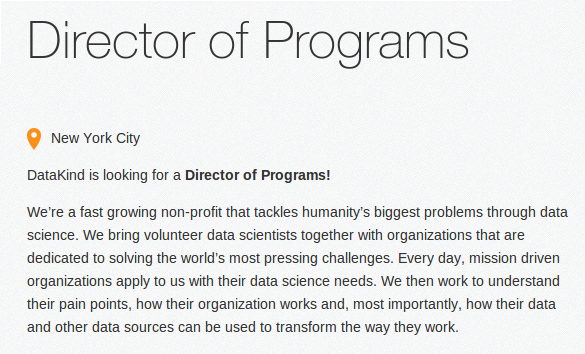 Director of Programs
New York City
DataKind is looking for a Director of Programs!
We’re a fast growing non-profit that tackles humanity’s biggest problems through data
science. We bring volunteer data scientists together with organizations that are
dedicated to solving the world’s most pressing challenges. Every day, mission driven
organizations apply to us with their data science needs. We then work to understand
their pain points, how their organization works and, most importantly, how their data
and other data sources can be used to transform the way they work.